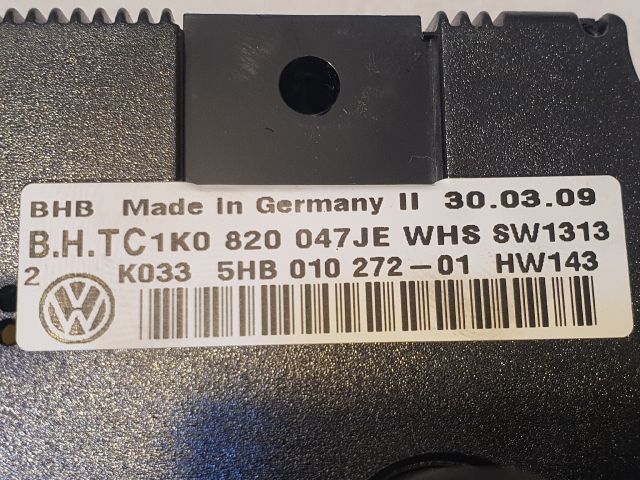 BHB Made in Germany II 30.03.09
B.H.TC1K0 820 047JE WHS SW1313
2 K033 5HB 010 272-01 HW143